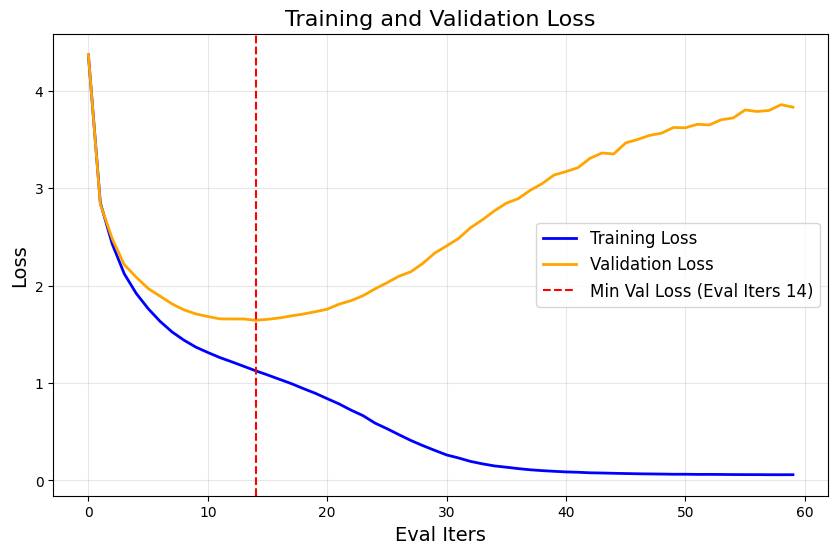 Training and Validation Loss
Loss
4
3
2
1
0
Training Loss
Validation Loss
Min Val Loss (Eval Iters 14)
0 10 20 30 40 50 60
Eval Iters